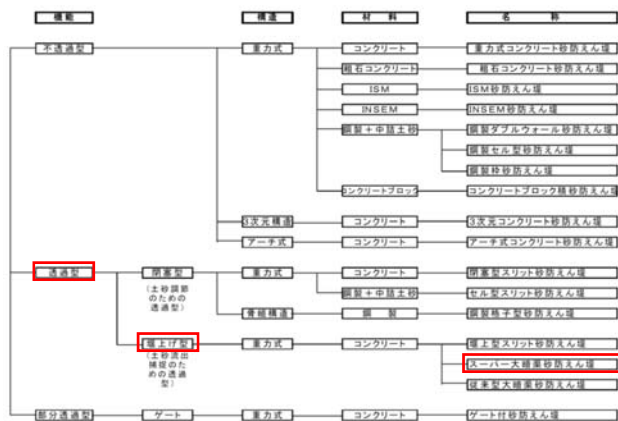 機能 構造 材料 名称
不透過型 重力式 コンクリート 重力式コンクリート砂防えん堤
粗石コンクリート 粗石コンクリート砂防えん堤
ISM ISM砂防えん堤
INSEM INSEM砂防えん堤
鋼製+中詰土砂 鋼製ダブルウォール砂防えん堤
鋼製セル型砂防えん堤
鋼製枠砂防えん堤
コンクリートブロック コンクリートブロック積砂防えん堤
3次元構造 コンクリート 3次元コンクリート砂防えん堤
アーチ式 コンクリート アーチ式コンクリート砂防えん堤
透過型 閉塞型 重力式 コンクリート 閉塞型スリット砂防えん堤
(土砂調節
のための
透過型)
鋼製+中詰土砂 セル型スリット砂防えん堤
骨組構造 鋼製 鋼製格子型砂防えん堤
堰上げ型 重力式 コンクリート 堰上型スリット砂防えん堤
(土砂流出
捕捉のた
めの透過
型)
スーパー大暗渠砂防えん堤
従来型大暗渠砂防えん堤
部分透過型 ゲート 重力式 コンクリート ゲート付砂防えん堤